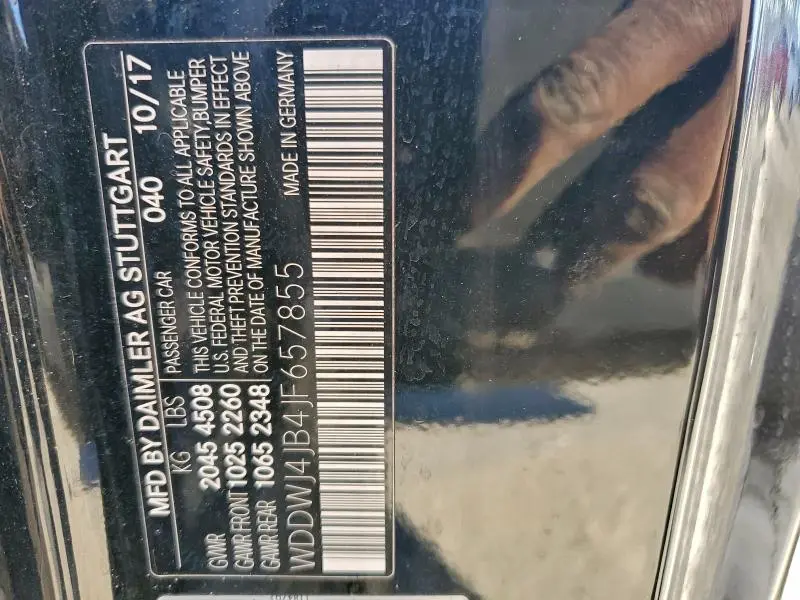 MFD BY DAIMLER AG STUTTGART
040 10/17
KG LBS PASSENGER CAR
GWR 2045 4508 THIS VEHICLE CONFORMS TO ALL APPLICABLE
GAWR FRONT 1025 2260 U.S. FEDERAL MOTOR VEHICLE SAFETY, BUMPER
GAWR REAR 1065 2348 AND THEFT PREVENTION STANDARDS IN EFFECT
ON THE DATE OF MANUFACTURE SHOWN ABOVE
WDDWJ4JB4JF657855 MADE IN GERMANY